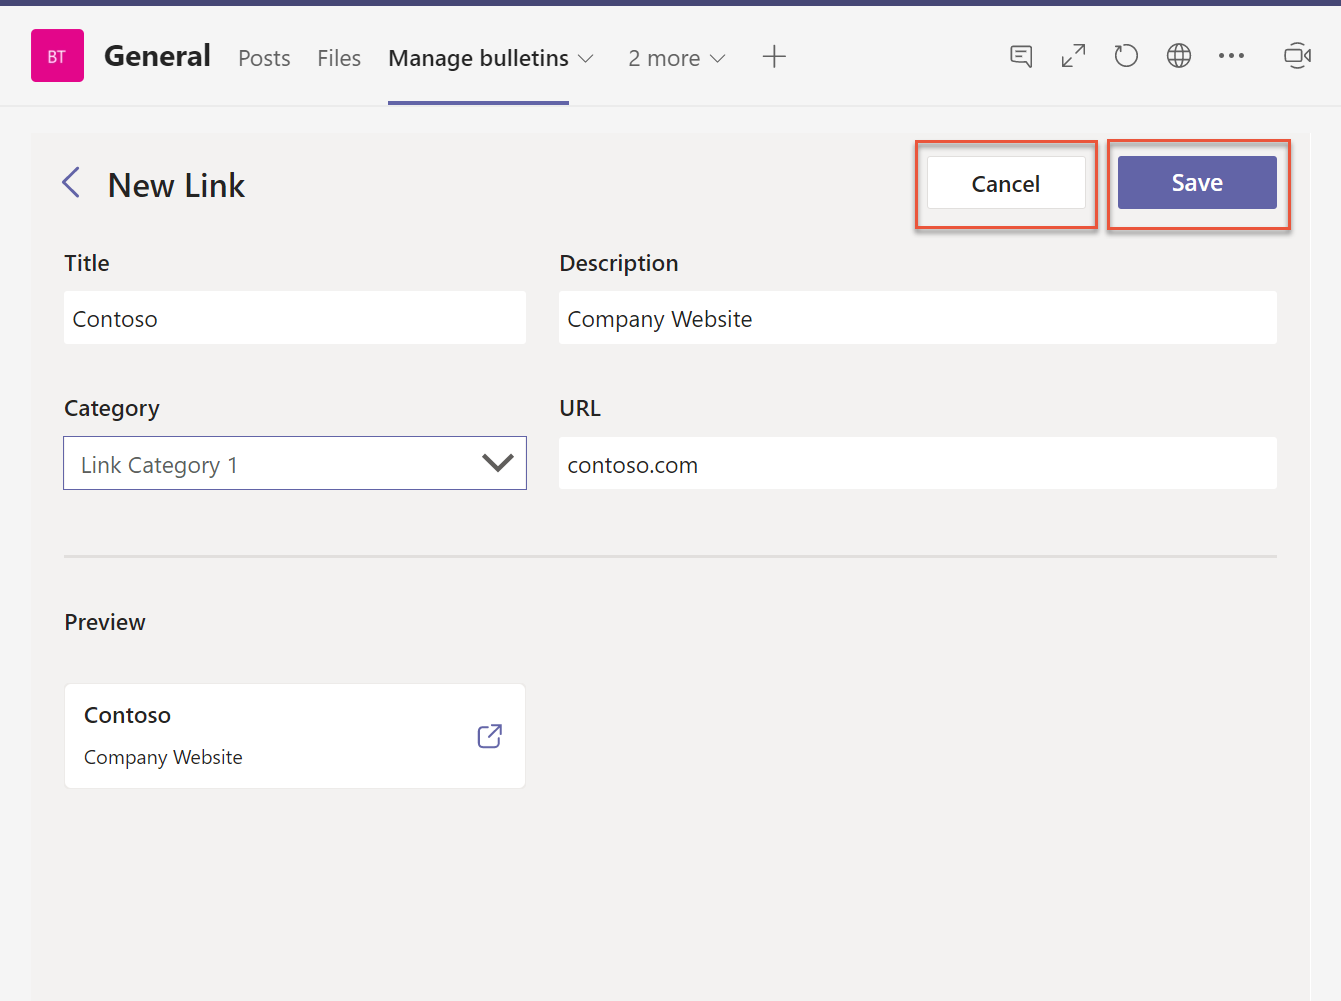 BT General Posts Files Manage bulletins 2 more
New Link Cancel Save
Title Description
Contoso Company Website
Category URL
Link Category 1 contoso.com
Preview
Contoso
Company Website